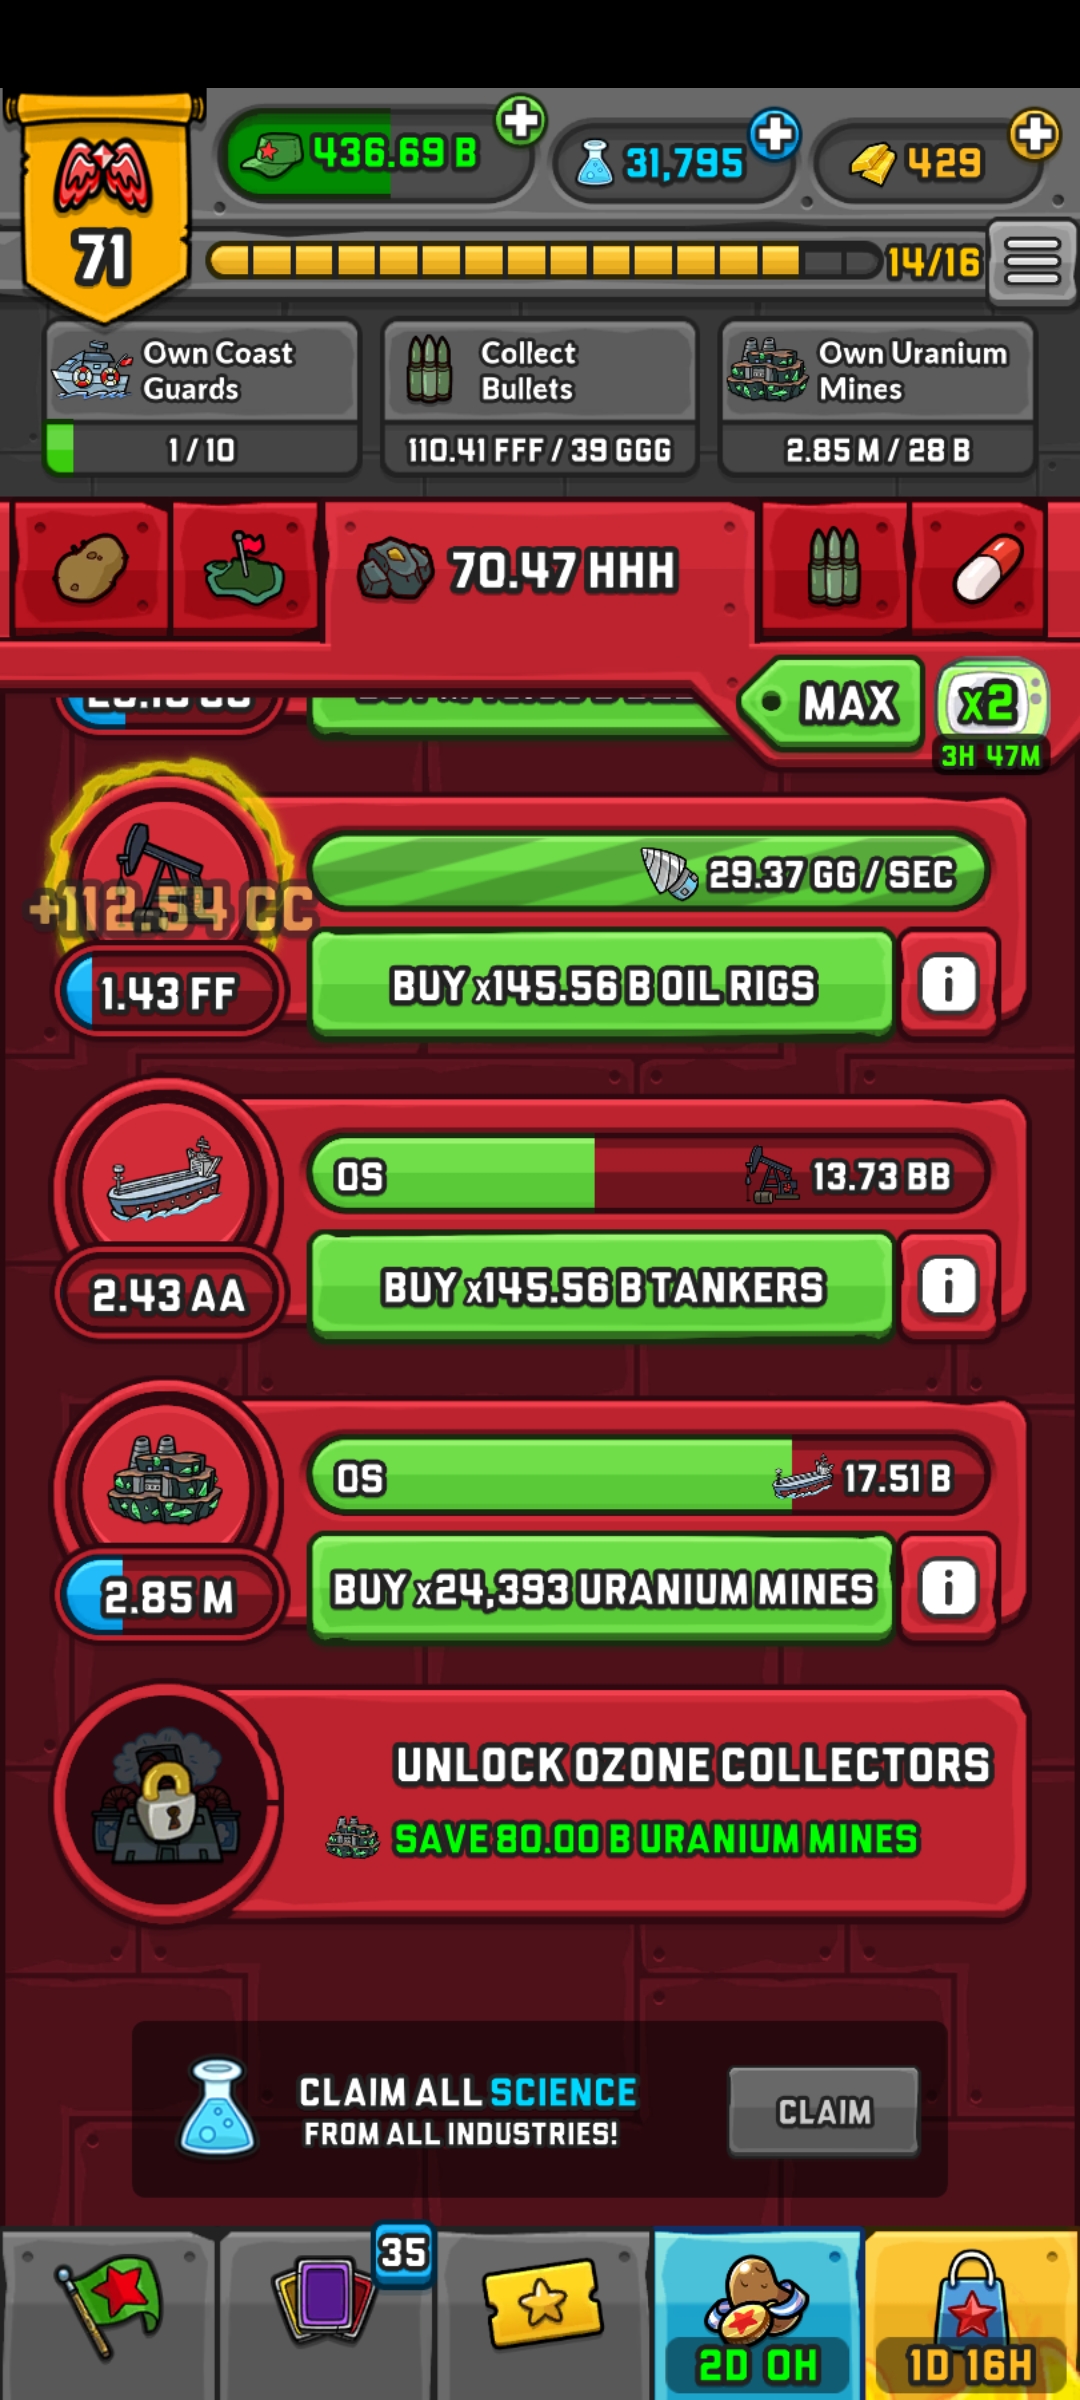 71
436.69 B
31,795
429
14/16
Own Coast
Guards
1/10
Collect
Bullets
110.41 FFF/39 GGG
Own Uranium
Mines
2.85 M/28 B
70.47 HHH
MAX
x2
3H 47M
29.37 GG/SEC
+112.54 CC
1.43 FF
BUY x145.56 B OIL RIGS
i
0S
13.73 BB
2.43 AA
BUY x145.56 B TANKERS
i
0S
17.51 B
2.85 M
BUY x24,393 URANIUM MINES
i
UNLOCK OZONE COLLECTORS
SAVE 80.00 B URANIUM MINES
CLAIM ALL SCIENCE
FROM ALL INDUSTRIES!
CLAIM
35
2D 0H
1D 16H